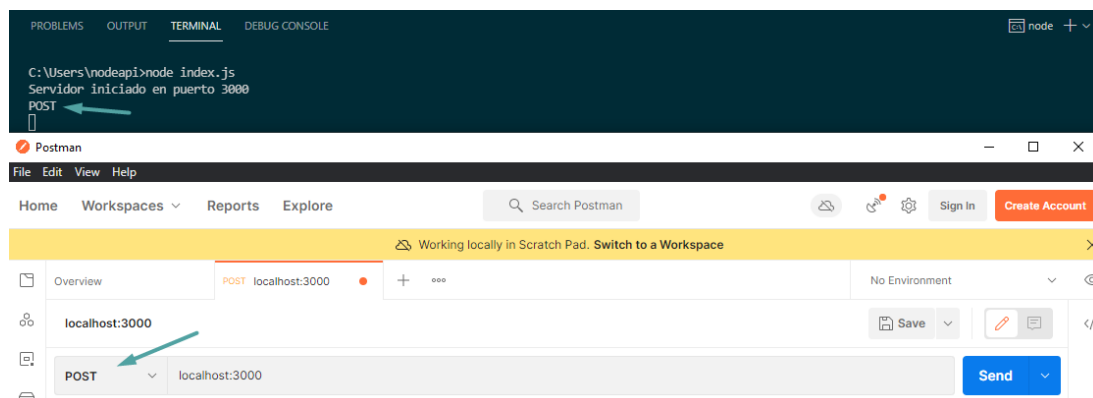 PROBLEMS OUTPUT TERMINAL DEBUG CONSOLE node
C:\Users\nodeapi>node index.js
Servidor iniciado en puerto 3000
POST
Postman
File Edit View Help
Home Workspaces Reports Explore Search Postman Sign In Create Account
Working locally in Scratch Pad. Switch to a Workspace
Overview POST localhost:3000 No Environment
localhost:3000 Save
POST localhost:3000 Send